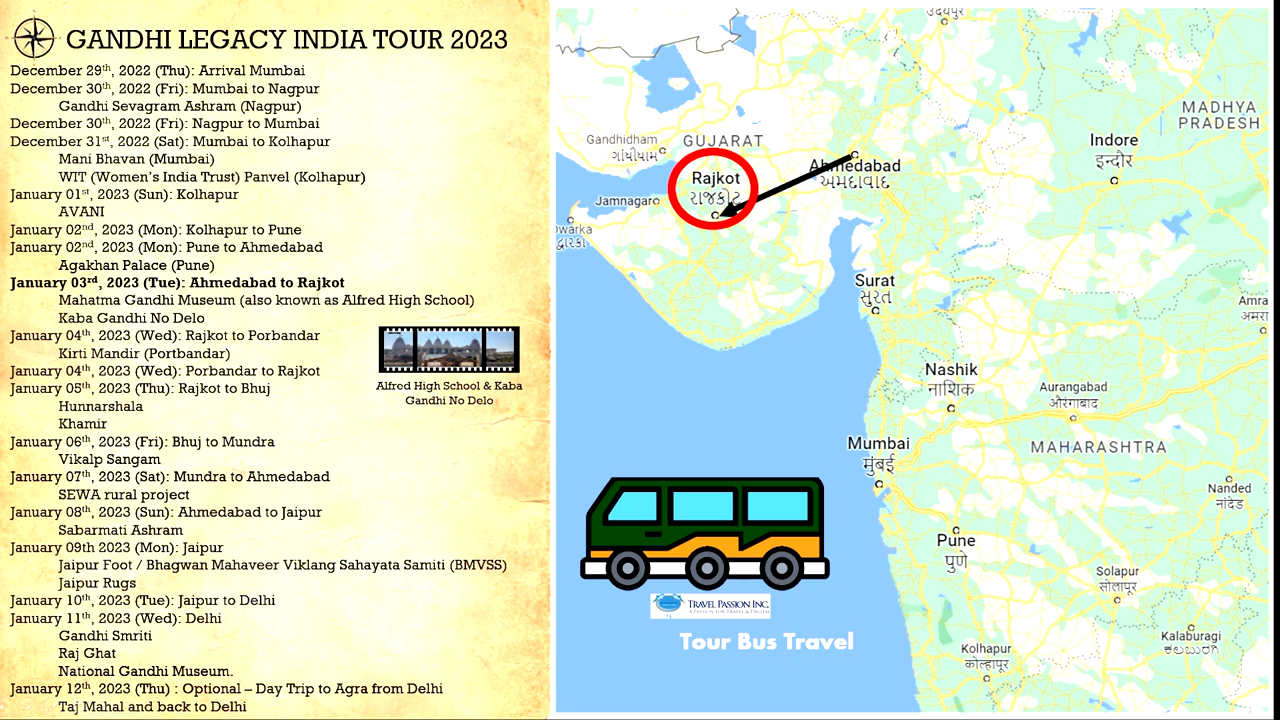 GANDHI LEGACY INDIA TOUR 2023
December 29th, 2022 (Thu): Arrival Mumbai
December 30th, 2022 (Fri): Mumbai to Nagpur
Gandhi Sevagram Ashram (Nagpur)
December 30th, 2022 (Fri): Nagpur to Mumbai
December 31st, 2022 (Sat): Mumbai to Kolhapur
Mani Bhavan (Mumbai)
WIT (Women's India Trust) Panvel (Kolhapur)
January 01st, 2023 (Sun): Kolhapur
AVANI
January 02nd, 2023 (Mon): Kolhapur to Pune
January 02nd, 2023 (Mon): Pune to Ahmedabad
Agakhan Palace (Pune)
January 03rd, 2023 (Tue): Ahmedabad to Rajkot
Mahatma Gandhi Museum (also known as Alfred High School)
Kaba Gandhi No Delo
January 04th, 2023 (Wed): Rajkot to Porbandar
Kirti Mandir (Portbandar)
January 04th, 2023 (Wed): Porbandar to Rajkot
January 05th, 2023 (Thu): Rajkot to Bhuj
Hunnarshala
Khamir
January 06th, 2023 (Fri): Bhuj to Mundra
Vikalp Sangam
January 07th, 2023 (Sat): Mundra to Ahmedabad
SEWA rural project
January 08th, 2023 (Sun): Ahmedabad to Jaipur
Sabarmati Ashram
January 09th 2023 (Mon): Jaipur
Jaipur Foot / Bhagwan Mahaveer Viklang Sahayata Samiti (BMVSS)
Jaipur Rugs
January 10th, 2023 (Tue): Jaipur to Delhi
January 11th, 2023 (Wed): Delhi
Gandhi Smriti
Raj Ghat
National Gandhi Museum.
January 12th, 2023 (Thu) : Optional – Day Trip to Agra from Delhi
Taj Mahal and back to Delhi
Alfred High School & Kaba
Gandhi No Delo
उदयपुर
MADHYA
PRADESH
Gandhidham
ગાંધીધામ
GUJARAT
Indore
इन्दौर
Ahmedabad
અમદાવાદ
Rajkot
રાજકોટ
Jamnagar
Dwarka
દ્વારકા
Surat
સુરત
Amra
अमरा
Nashik
नाशिक
Aurangabad
औरंगाबाद
Mumbai
मुंबई
MAHARASHTRA
Nanded
नांदेड
Pune
पुणे
Solapur
सोलापूर
Kolhapur
कोल्हापूर
Kalaburagi
ಕಲಬುರಗಿ
TRAVEL PASSION INC.
Tour Bus Travel